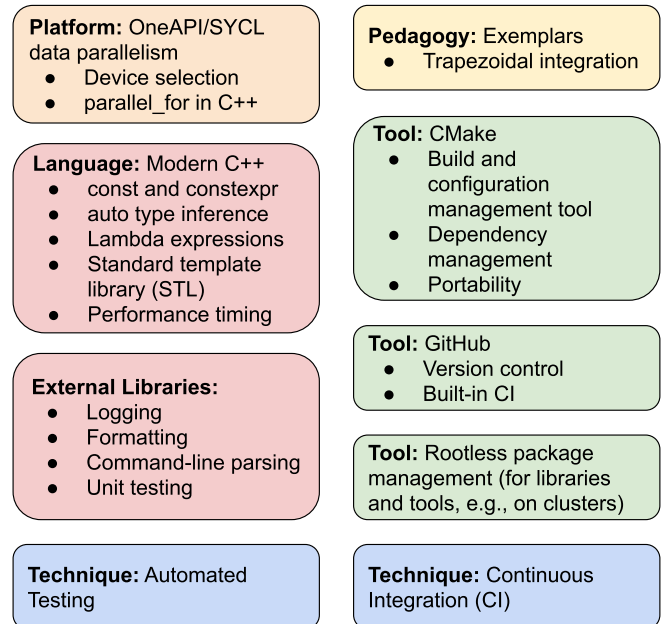 Platform: OneAPI/SYCL
data parallelism
● Device selection
● parallel_for in C++
Language: Modern C++
● const and constexpr
● auto type inference
● Lambda expressions
● Standard template
library (STL)
● Performance timing
External Libraries:
● Logging
● Formatting
● Command-line parsing
● Unit testing
Technique: Automated
Testing
Pedagogy: Exemplars
● Trapezoidal integration
Tool: CMake
● Build and
configuration
management tool
● Dependency
management
● Portability
Tool: GitHub
● Version control
● Built-in CI
Tool: Rootless package
management (for libraries
and tools, e.g., on clusters)
Technique: Continuous
Integration (CI)